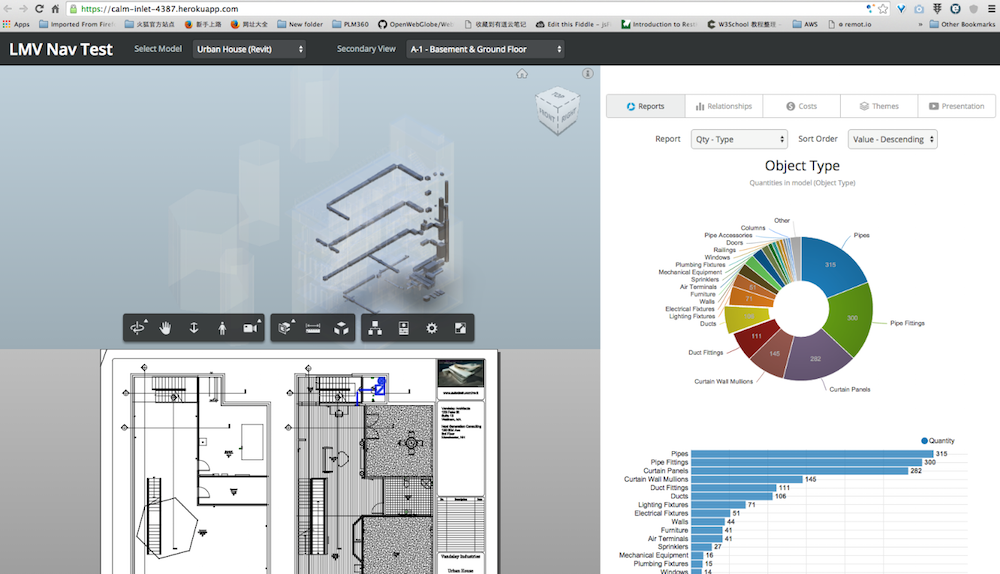 https://calm-inlet-4387.herokuapp.com
Apps
Imported From Firef
火狐官方站点
新手上路
网址大全
New folder
PLM360
OpenWebGlobe/Web
收藏到有道云笔记
Edit this Fiddle - jsF
Introduction to Rest
W3School 教程整理 -
AWS
remot.io
»
Other Bookmarks
LMV Nav Test
Select Model
Urban House (Revit)
Secondary View
A-1 - Basement & Ground Floor
TOP
FRONT
RIGHT
Reports
Relationships
Costs
Themes
Presentation
Report
Qty - Type
Sort Order
Value - Descending
Object Type
Quantities in model (Object Type)
Other
Columns
Pipe Accessories
Doors
Railings
Windows
Plumbing Fixtures
Mechanical Equipment
Sprinklers
Air Terminals
Furniture
Walls
Electrical Fixtures
Lighting Fixtures
Ducts
Duct Fittings
Curtain Wall Mullions
Curtain Panels
Pipe Fittings
Pipes
315
300
282
145
111
71
51
Quantity
Pipes 315
Pipe Fittings 300
Curtain Panels 282
Curtain Wall Mullions 145
Duct Fittings 111
Ducts 106
Lighting Fixtures 71
Electrical Fixtures 51
Walls 44
Furniture 41
Air Terminals 41
Sprinklers 27
Mechanical Equipment 16
Plumbing Fixtures 15
Windows 14
Vandelay Industries
Urban House